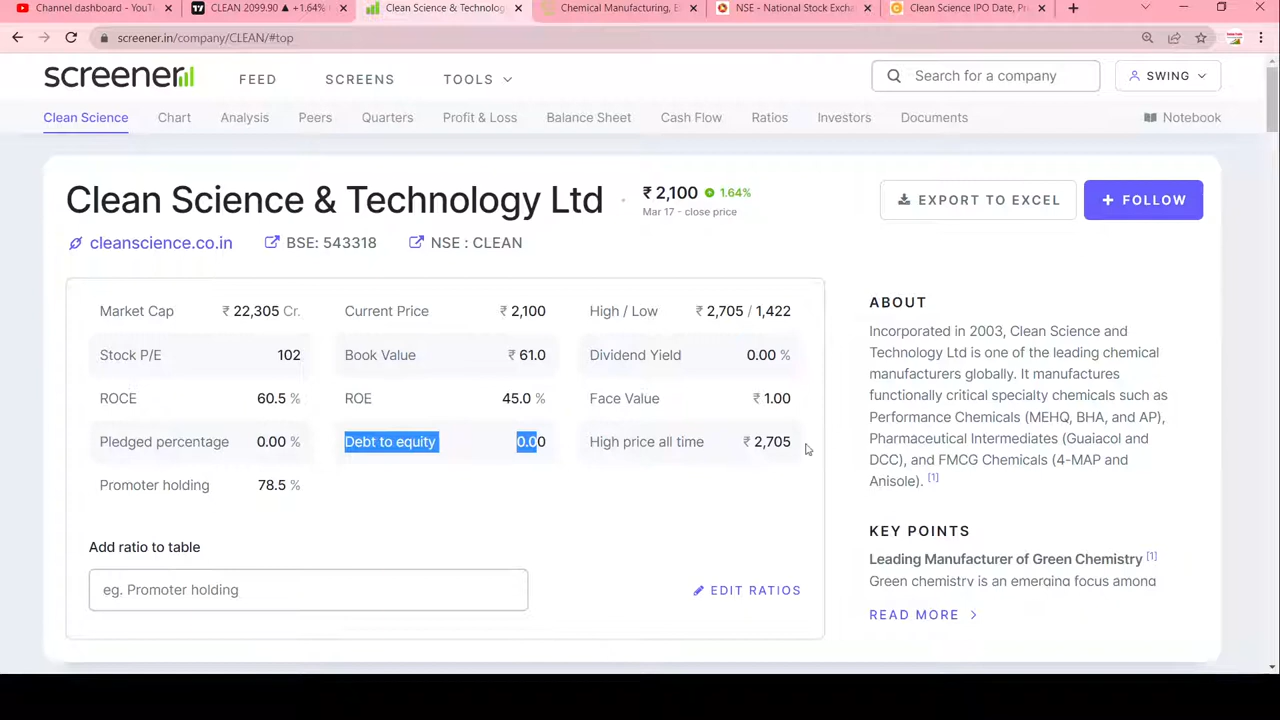 Channel dashboard - YouT
CLEAN 2099.90 ▲ +1.64%
Clean Science & Technology
Chemical Manufacturing, E
NSE - National Stock Exch
Clean Science IPO Date, Pr
screener.in/company/CLEAN/#top
screener
FEED
SCREENS
TOOLS
Search for a company
SWING
Clean Science
Chart
Analysis
Peers
Quarters
Profit & Loss
Balance Sheet
Cash Flow
Ratios
Investors
Documents
Notebook
Clean Science & Technology Ltd
₹ 2,100 1.64%
Mar 17 - close price
EXPORT TO EXCEL
+ FOLLOW
cleanscience.co.in
BSE: 543318
NSE : CLEAN
Market Cap ₹ 22,305 Cr.
Current Price ₹ 2,100
High / Low ₹ 2,705 / 1,422
Stock P/E 102
Book Value ₹ 61.0
Dividend Yield 0.00 %
ROCE 60.5 %
ROE 45.0 %
Face Value ₹ 1.00
Pledged percentage 0.00 %
Debt to equity 0.00
High price all time ₹ 2,705
Promoter holding 78.5 %
Add ratio to table
eg. Promoter holding
EDIT RATIOS
ABOUT
Incorporated in 2003, Clean Science and
Technology Ltd is one of the leading chemical
manufacturers globally. It manufactures
functionally critical specialty chemicals such as
Performance Chemicals (MEHQ, BHA, and AP),
Pharmaceutical Intermediates (Guaiacol and
DCC), and FMCG Chemicals (4-MAP and
Anisole). [1]
KEY POINTS
Leading Manufacturer of Green Chemistry [1]
Green chemistry is an emerging focus among
READ MORE >